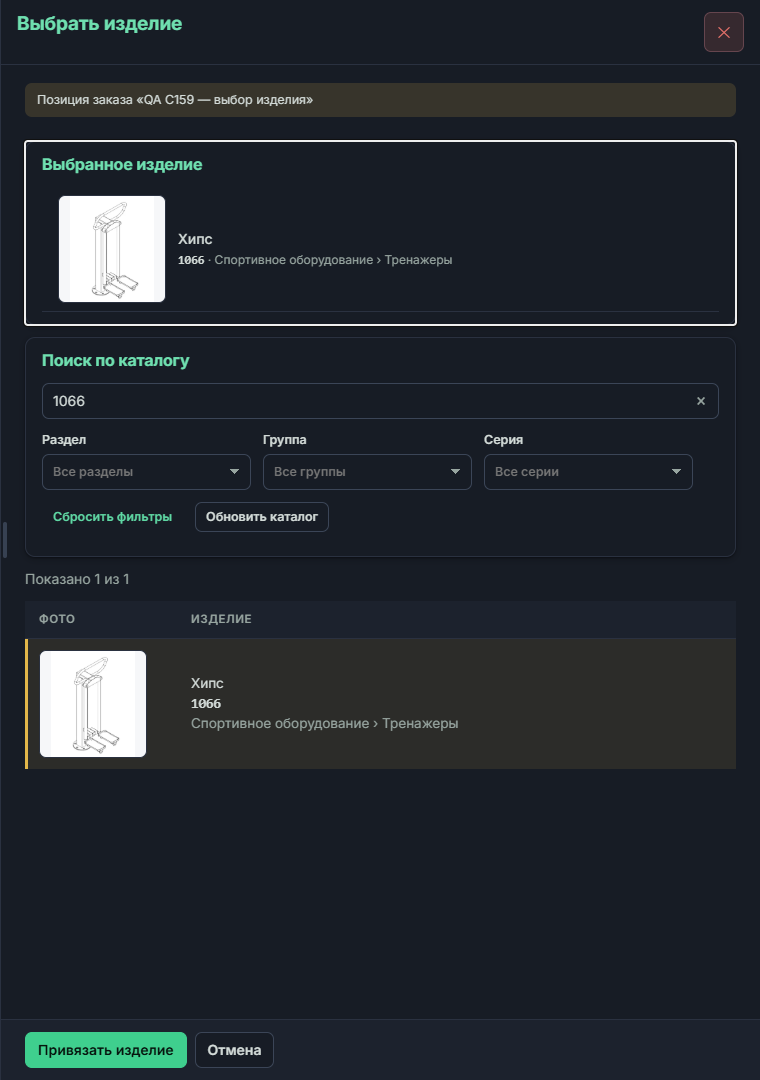 Выбрать изделие
Позиция заказа «QA C159 — выбор изделия»
Выбранное изделие
Хипс
1066 · Спортивное оборудование › Тренажеры
Поиск по каталогу
1066
Раздел Группа Серия
Все разделы Все группы Все серии
Сбросить фильтры Обновить каталог
Показано 1 из 1
ФОТО ИЗДЕЛИЕ
Хипс
1066
Спортивное оборудование › Тренажеры
Привязать изделие Отмена